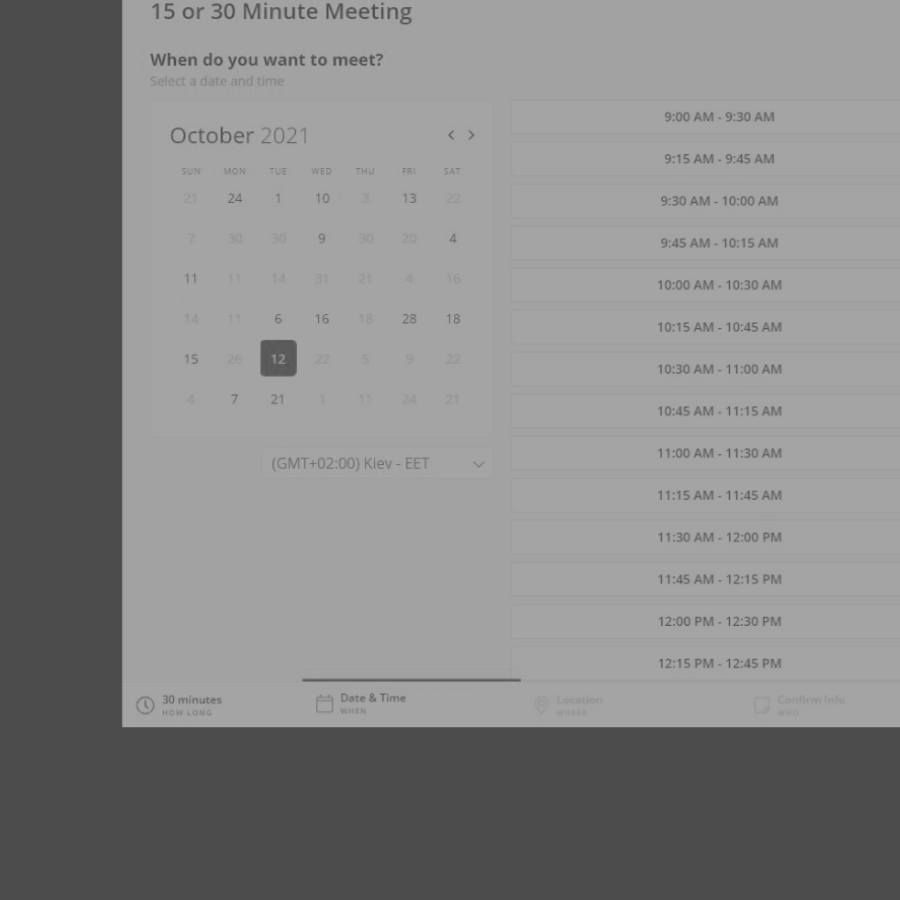 15 or 30 Minute Meeting
When do you want to meet?
Select a date and time
October 2021
SUN MON TUE WED THU FRI SAT
21 24 1 10 3 13 22
7 30 30 9 30 20 4
11 11 14 31 21 4 16
14 11 6 16 18 28 18
15 26 12 22 5 9 22
4 7 21 1 11 24 21
(GMT+02:00) Kiev - EET
9:00 AM - 9:30 AM
9:15 AM - 9:45 AM
9:30 AM - 10:00 AM
9:45 AM - 10:15 AM
10:00 AM - 10:30 AM
10:15 AM - 10:45 AM
10:30 AM - 11:00 AM
10:45 AM - 11:15 AM
11:00 AM - 11:30 AM
11:15 AM - 11:45 AM
11:30 AM - 12:00 PM
11:45 AM - 12:15 PM
12:00 PM - 12:30 PM
12:15 PM - 12:45 PM
30 minutes
HOW LONG
Date & Time
WHEN
Location
WHERE
Confirm Info
WHO